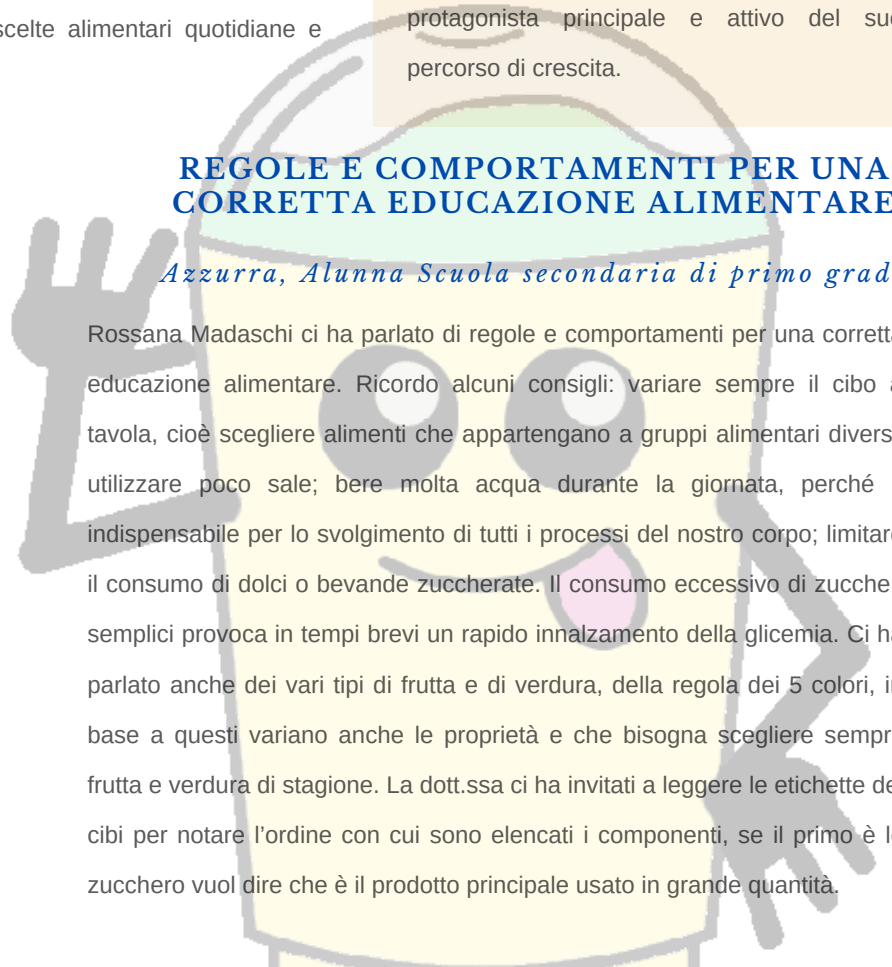 scelte alimentari quotidiane e
protagonista principale e attivo del suo
percorso di crescita.
REGOLE E COMPORTAMENTI PER UNA
CORRETTA EDUCAZIONE ALIMENTARE
Azzurra, Alunna Scuola secondaria di primo grad
Rossana Madaschi ci ha parlato di regole e comportamenti per una corretta
educazione alimentare. Ricordo alcuni consigli: variare sempre il cibo a
tavola, cioè scegliere alimenti che appartengano a gruppi alimentari divers
utilizzare poco sale; bere molta acqua durante la giornata, perché
indispensabile per lo svolgimento di tutti i processi del nostro corpo; limitare
il consumo di dolci o bevande zuccherate. Il consumo eccessivo di zucche
semplici provoca in tempi brevi un rapido innalzamento della glicemia. Ci ha
parlato anche dei vari tipi di frutta e di verdura, della regola dei 5 colori, in
base a questi variano anche le proprietà e che bisogna scegliere sempr
frutta e verdura di stagione. La dott.ssa ci ha invitati a leggere le etichette de
cibi per notare l’ordine con cui sono elencati i componenti, se il primo è lo
zucchero vuol dire che è il prodotto principale usato in grande quantità.